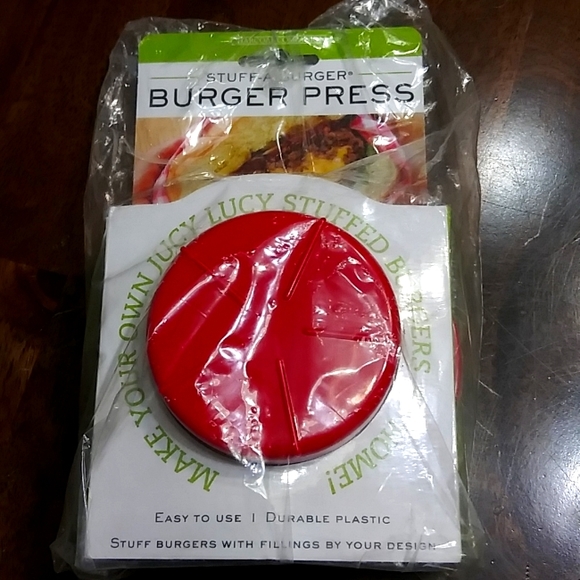 STUFF-A-BURGER®
BURGER PRESS
MAKE YOUR OWN JUCY LUCY STUFFED BURGERS HOME!
EASY TO USE | DURABLE PLASTIC
STUFF BURGERS WITH FILLINGS BY YOUR DESIGN